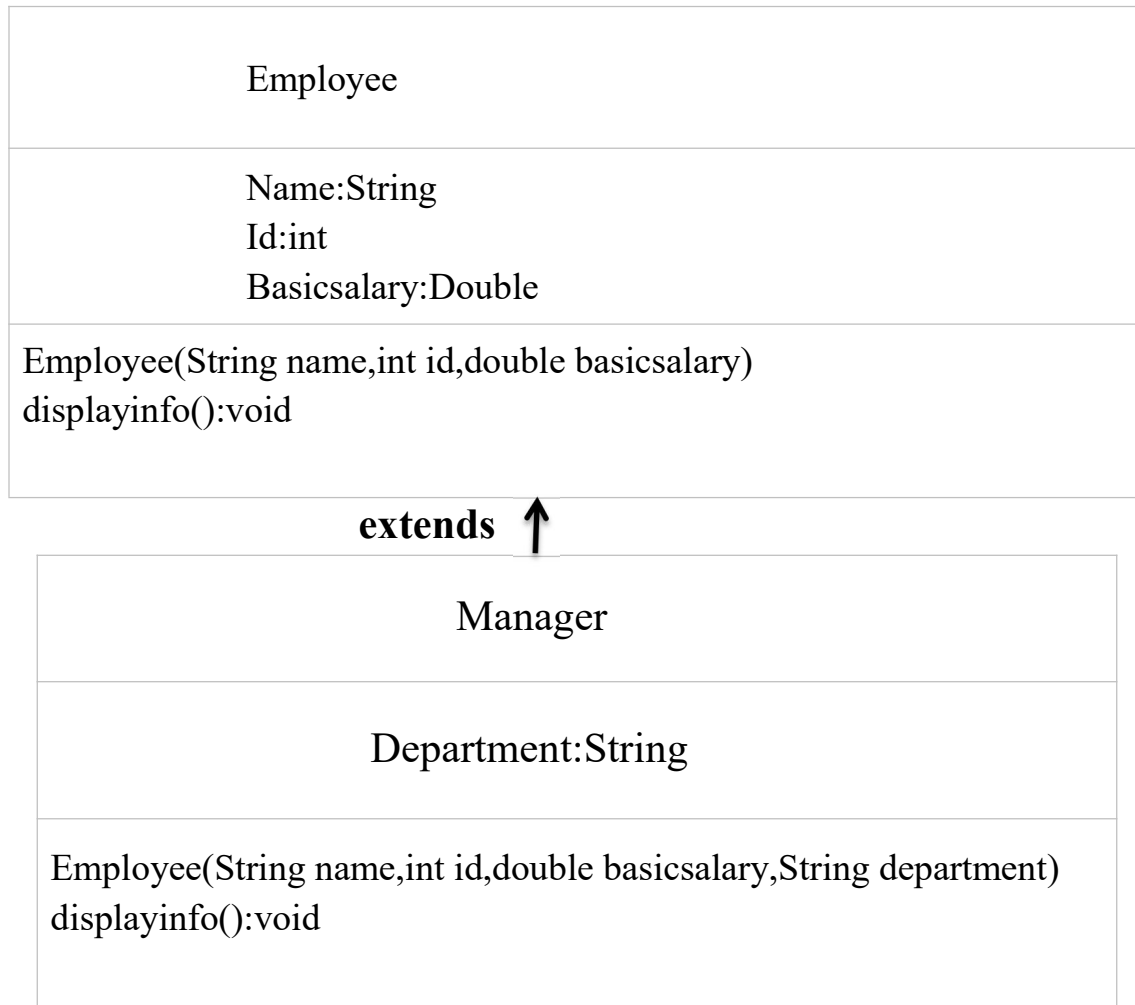 Employee
Name:String
Id:int
Basicsalary:Double
Employee(String name,int id,double basicsalary)
displayinfo():void
extends
Manager
Department:String
Employee(String name,int id,double basicsalary,String department)
displayinfo():void